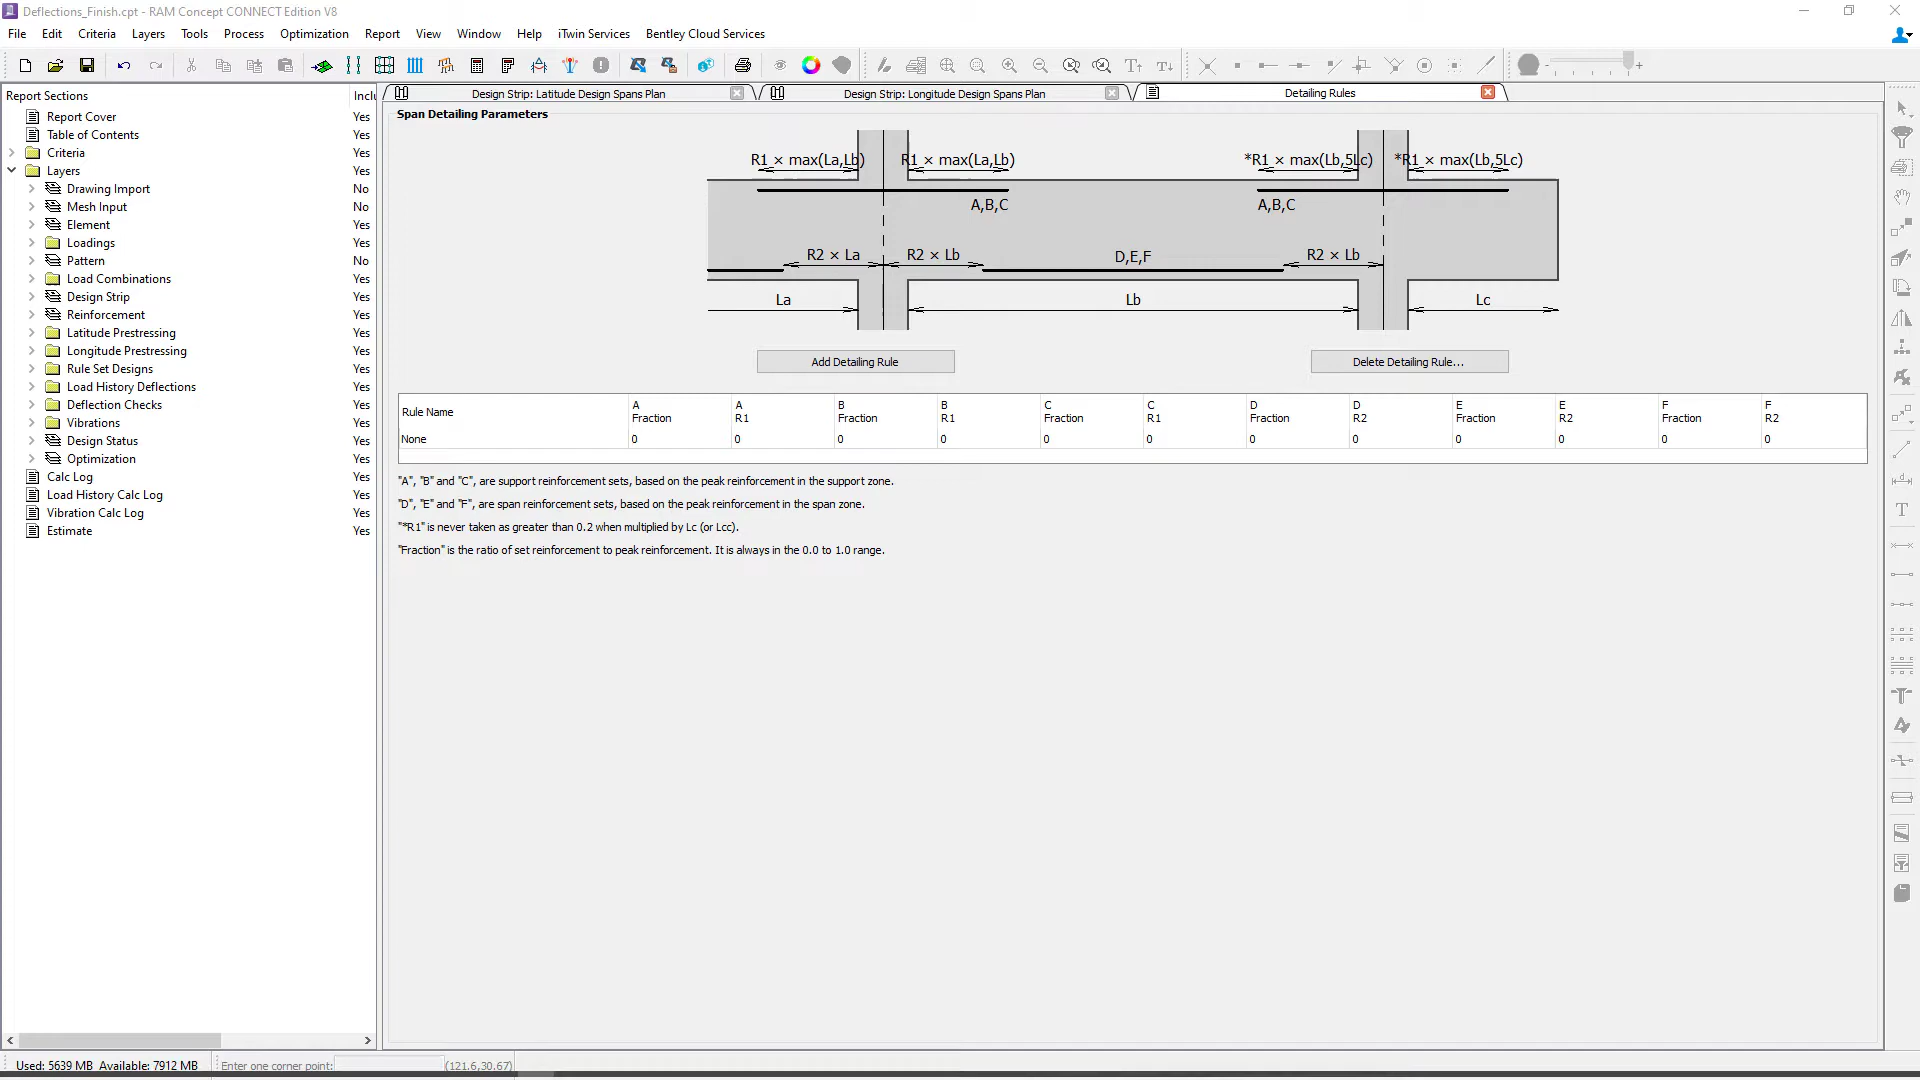 Deflections_Finish.cpt - RAM Concept CONNECT Edition V8
File Edit Criteria Layers Tools Process Optimization Report View Window Help iTwin Services Bentley Cloud Services
Report Sections Inclu
Report Cover Yes
Table of Contents Yes
Criteria Yes
Layers Yes
Drawing Import No
Mesh Input No
Element Yes
Loadings Yes
Pattern No
Load Combinations Yes
Design Strip Yes
Reinforcement Yes
Latitude Prestressing Yes
Longitude Prestressing Yes
Rule Set Designs Yes
Load History Deflections Yes
Deflection Checks Yes
Vibrations Yes
Design Status Yes
Optimization Yes
Calc Log Yes
Load History Calc Log Yes
Vibration Calc Log Yes
Estimate Yes
Design Strip: Latitude Design Spans Plan
Design Strip: Longitude Design Spans Plan
Detailing Rules
Span Detailing Parameters
R1 × max(La,Lb) R1 × max(La,Lb) *R1 × max(Lb,5Lc) *R1 × max(Lb,5Lc)
A,B,C A,B,C
R2 × La R2 × Lb D,E,F R2 × Lb
La Lb Lc
Add Detailing Rule Delete Detailing Rule...
Rule Name A Fraction A R1 B Fraction B R1 C Fraction C R1 D Fraction D R2 E Fraction E R2 F Fraction F R2
None 0 0 0 0 0 0 0 0 0 0 0 0
"A", "B" and "C", are support reinforcement sets, based on the peak reinforcement in the support zone.
"D", "E" and "F", are span reinforcement sets, based on the peak reinforcement in the span zone.
"*R1" is never taken as greater than 0.2 when multiplied by Lc (or Lcc).
"Fraction" is the ratio of set reinforcement to peak reinforcement. It is always in the 0.0 to 1.0 range.
Used: 5639 MB Available: 7912 MB Enter one corner point: (121.6,30.67)